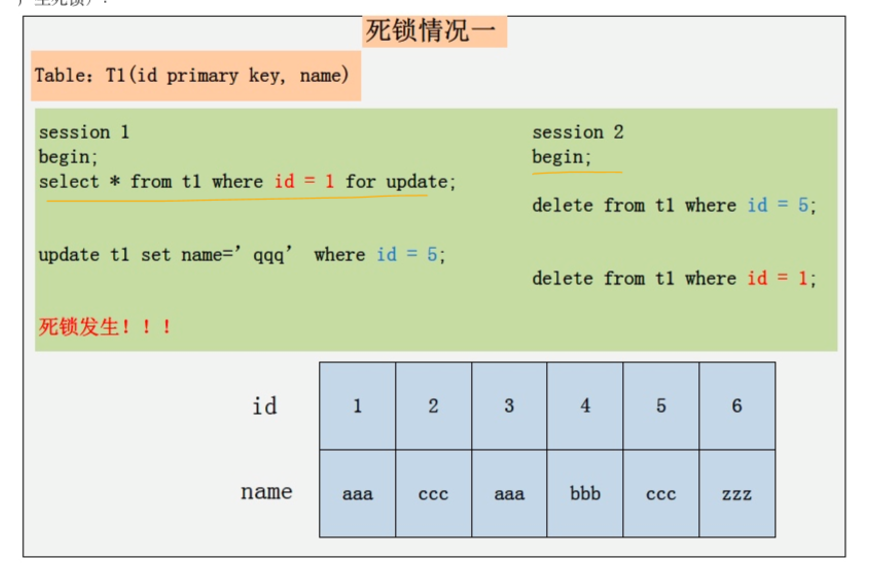 死锁情况一
Table: T1(id primary key, name)
session 1
begin;
select * from t1 where id = 1 for update;
update t1 set name=’ qqq’ where id = 5;
死锁发生！！！
session 2
begin;
delete from t1 where id = 5;
delete from t1 where id = 1;
id 1 2 3 4 5 6
name aaa ccc aaa bbb ccc zzz